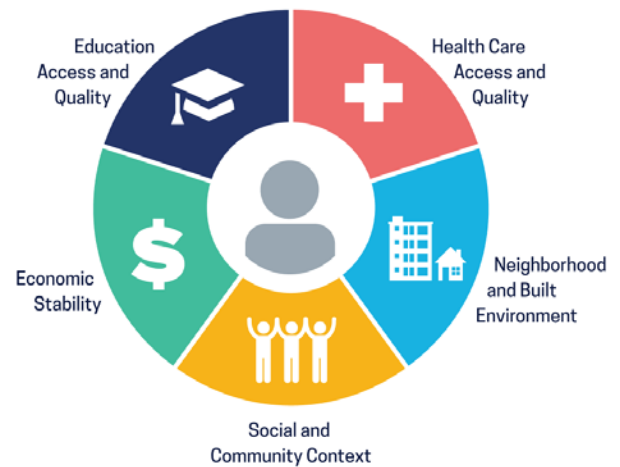 Education
Access and
Quality
Health Care
Access and
Quality
$
Economic
Stability
Neighborhood
and Built
Environment
Social and
Community Context